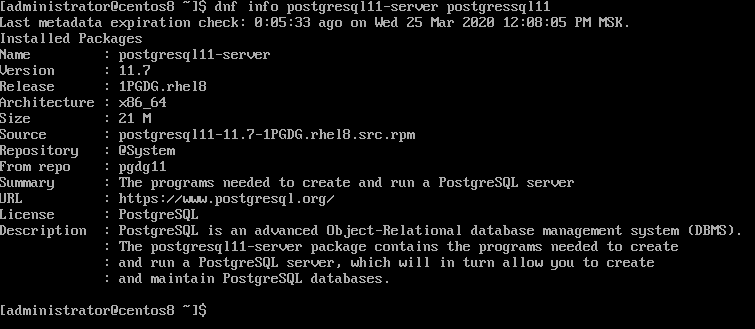 [administrator@centos8 ~]$ dnf info postgresql11-server postgressql11
Last metadata expiration check: 0:05:33 ago on Wed 25 Mar 2020 12:08:05 PM MSK.
Installed Packages
Name         : postgresql11-server
Version      : 11.7
Release      : 1PGDG.rhel8
Architecture : x86_64
Size         : 21 M
Source       : postgresql11-11.7-1PGDG.rhel8.src.rpm
Repository   : @System
From repo    : pgdg11
Summary      : The programs needed to create and run a PostgreSQL server
URL          : https://www.postgresql.org/
License      : PostgreSQL
Description  : PostgreSQL is an advanced Object-Relational database management system (DBMS).
             : The postgresql11-server package contains the programs needed to create
             : and run a PostgreSQL server, which will in turn allow you to create
             : and maintain PostgreSQL databases.
[administrator@centos8 ~]$